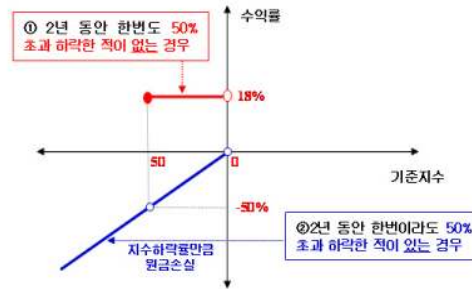 수익률
① 2년 동안 한번도 50%
초과 하락한 적이 없는 경우
18%
50
0
기준지수
-50%
②2년 동안 한번이라도 50%
초과 하락한 적이 있는 경우
지수하락률만큼
원금손실